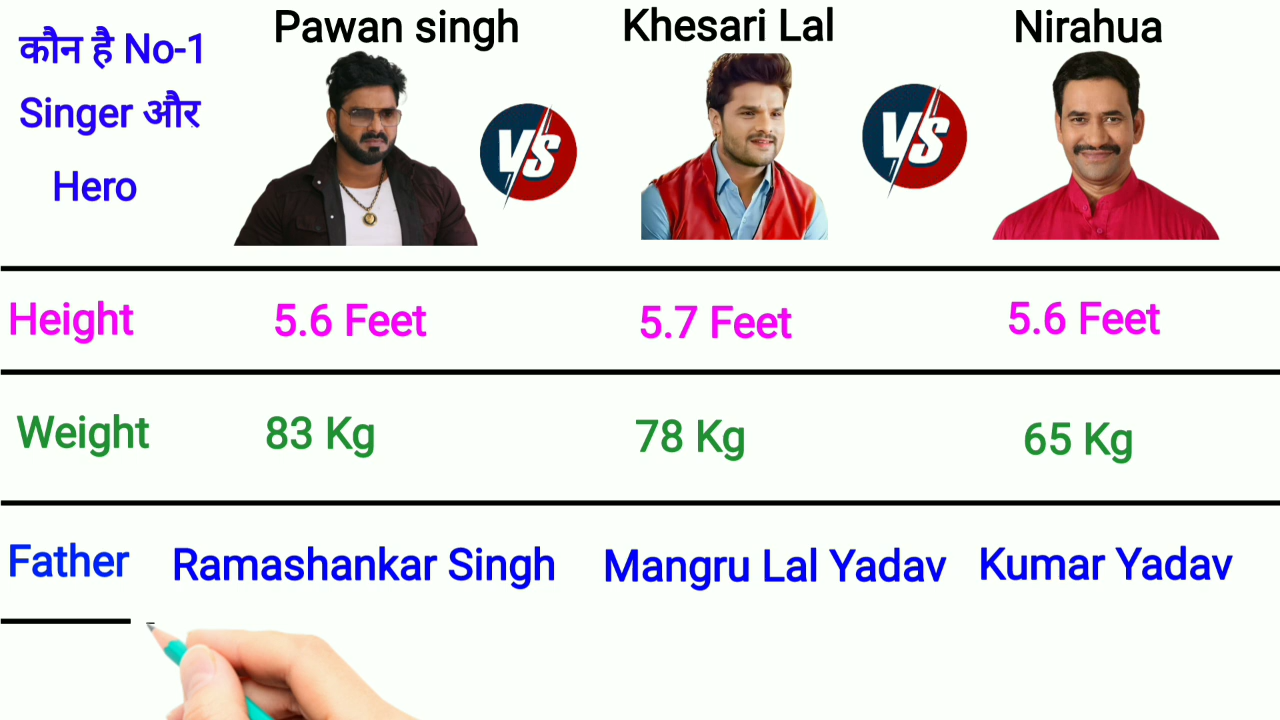 कौन है No-1
Singer और
Hero
Pawan singh
VS
Khesari Lal
VS
Nirahua
Height
5.6 Feet
5.7 Feet
5.6 Feet
Weight
83 Kg
78 Kg
65 Kg
Father
Ramashankar Singh
Mangru Lal Yadav
Kumar Yadav